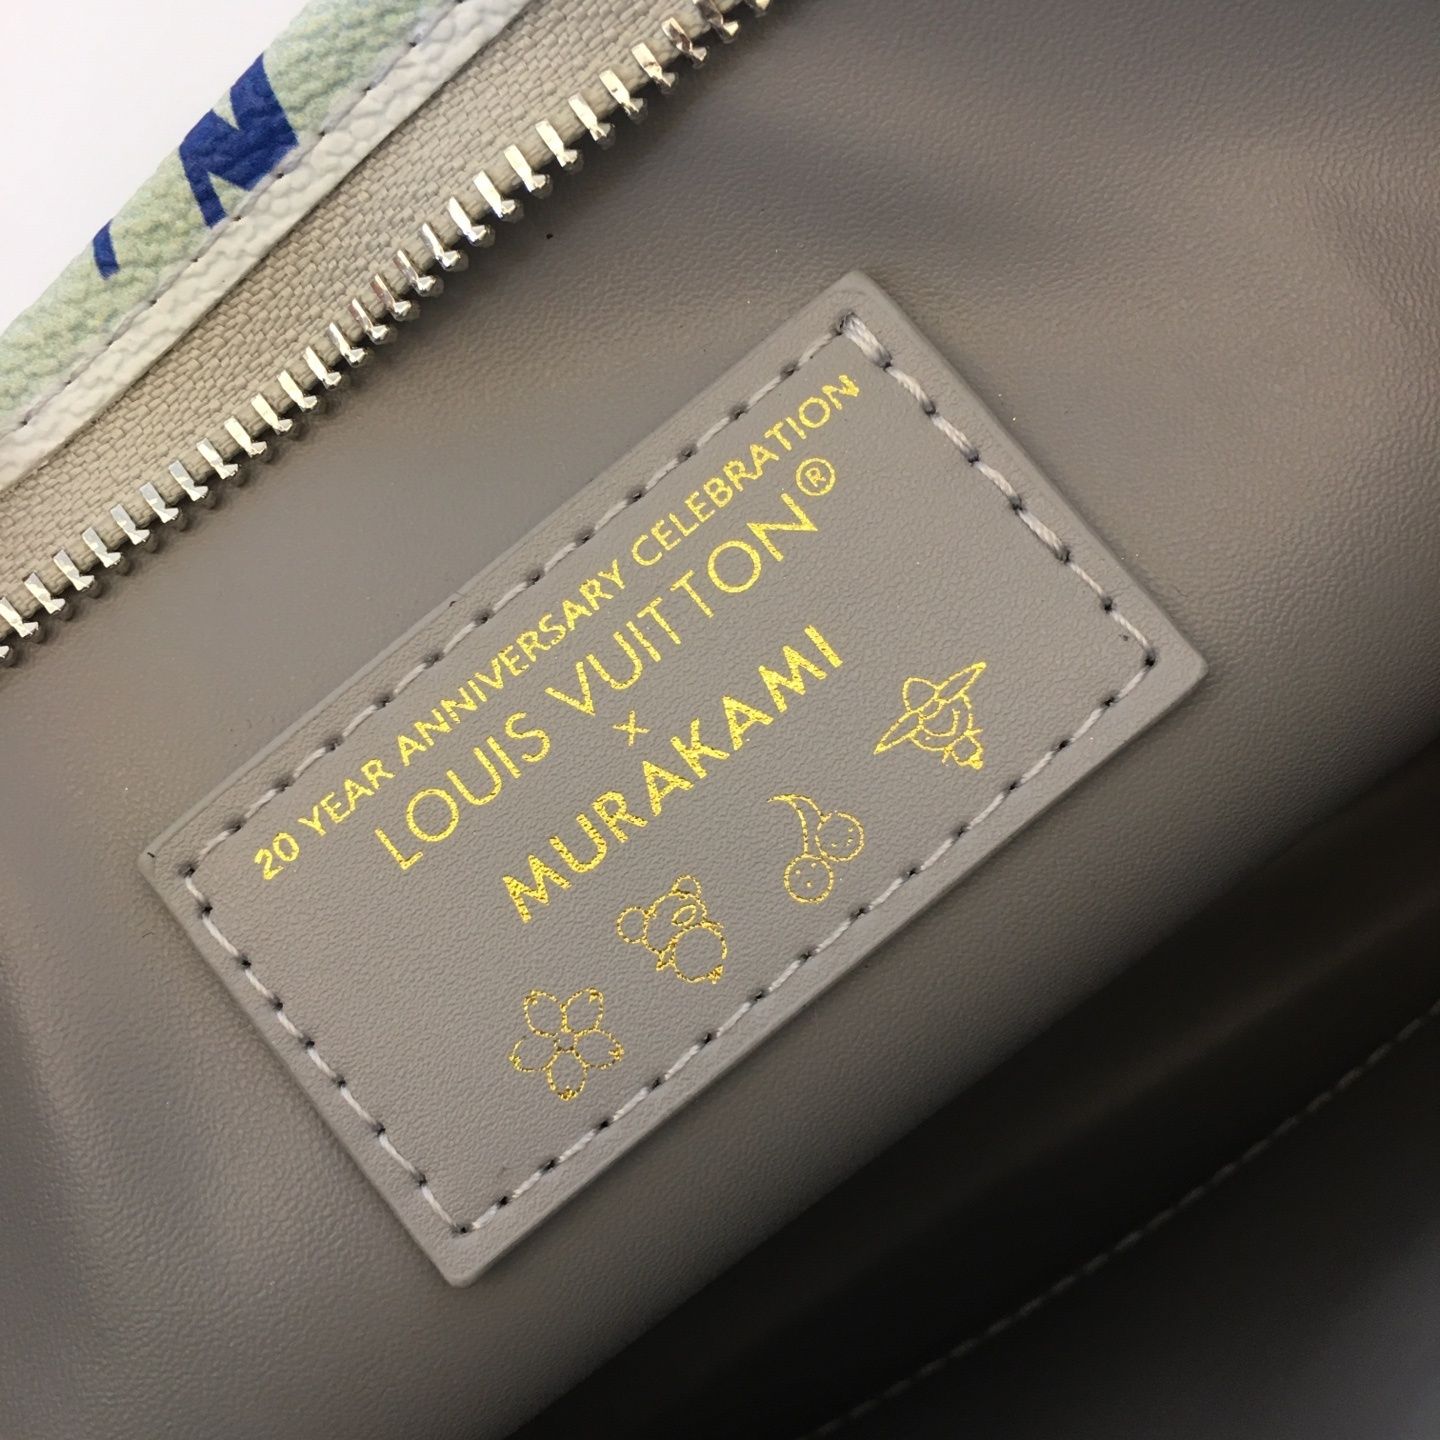 20 YEAR ANNIVERSARY CELEBRATION
LOUIS VUITTON®
X
MURAKAMI
N